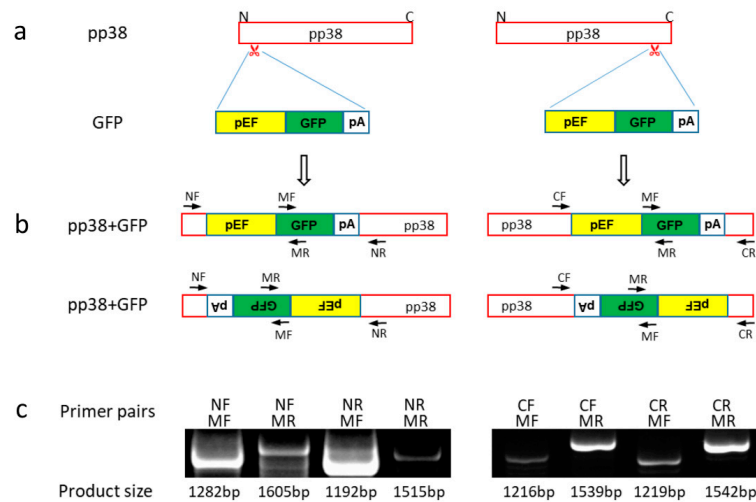 N C N C
a pp38 pp38 pp38
GFP pEF GFP pA pEF GFP pA
NF MF CF MF
b pp38+GFP pEF GFP pA pp38 pp38 pEF GFP pA
MR NR MR CR
NF MR CF MR
pp38+GFP pA GFP pEF pp38 pp38 pA GFP pEF
MF NR MF CR
c Primer pairs NF NF NR NR CF CF CR CR
MF MR MF MR MF MR MF MR
Product size 1282bp 1605bp 1192bp 1515bp 1216bp 1539bp 1219bp 1542bp